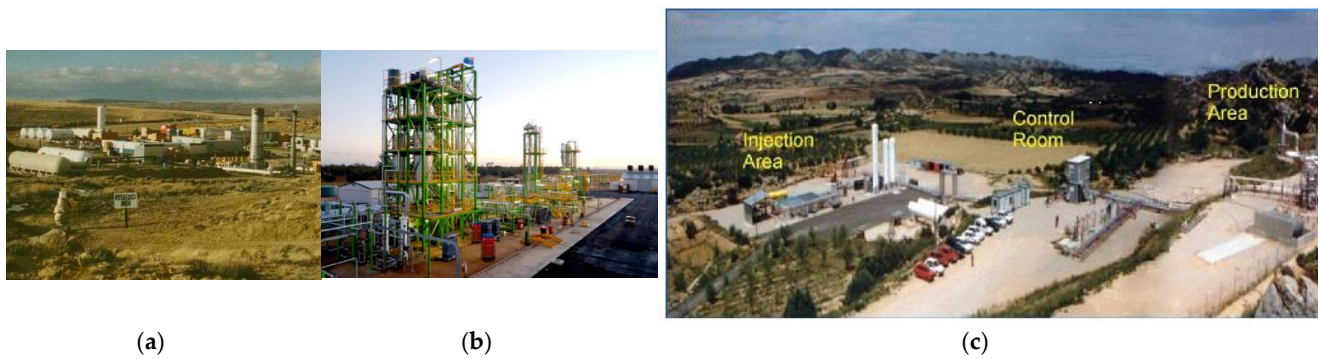 Injection
Area
Control
Room
Production
Area
(a)
(b)
(c)